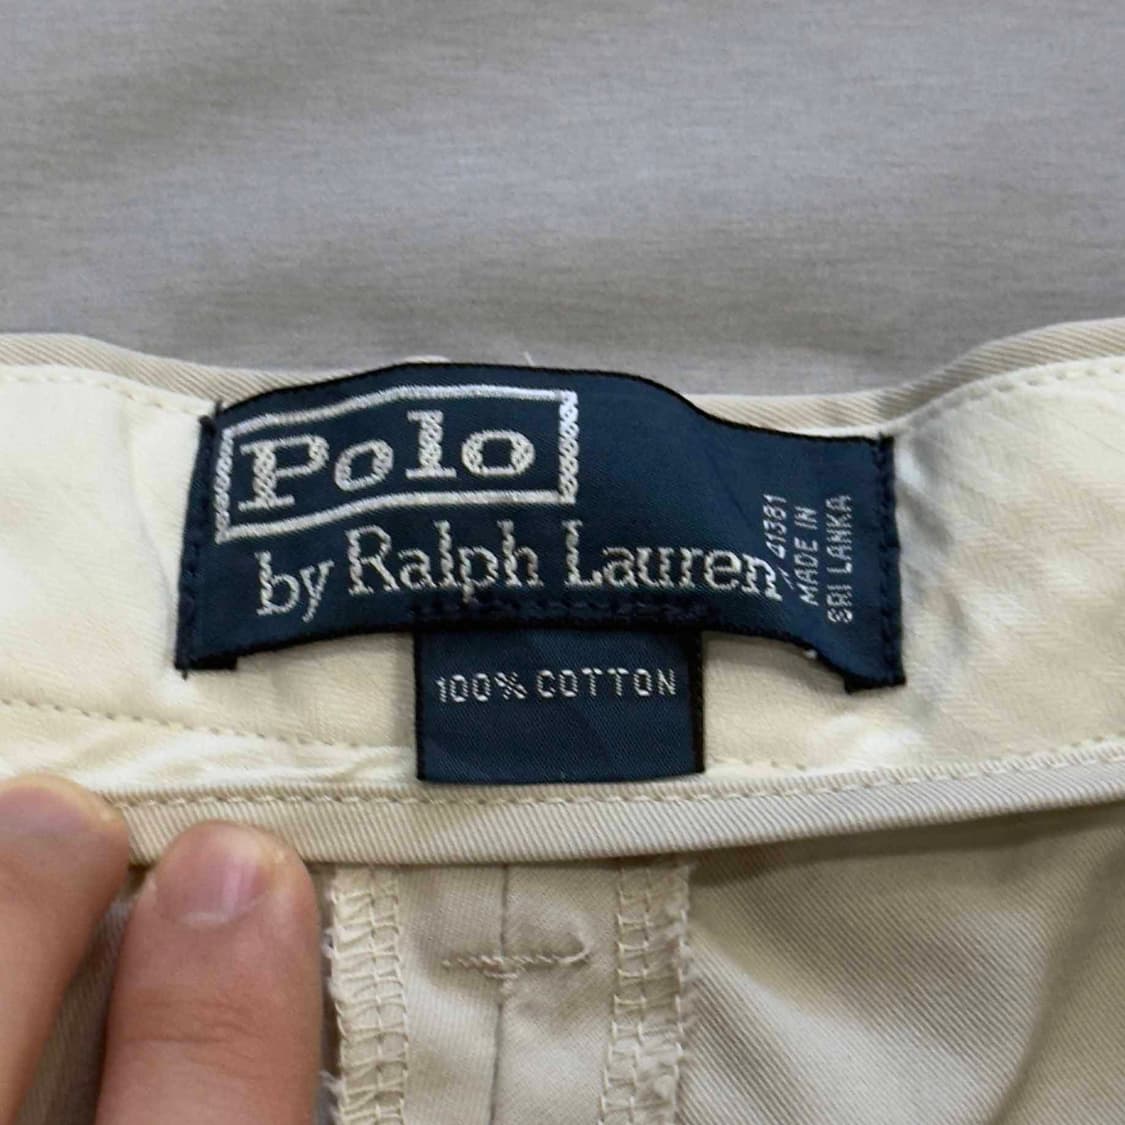 Polo
by Ralph Lauren
41381
MADE IN
SRI LANKA
100% COTTON